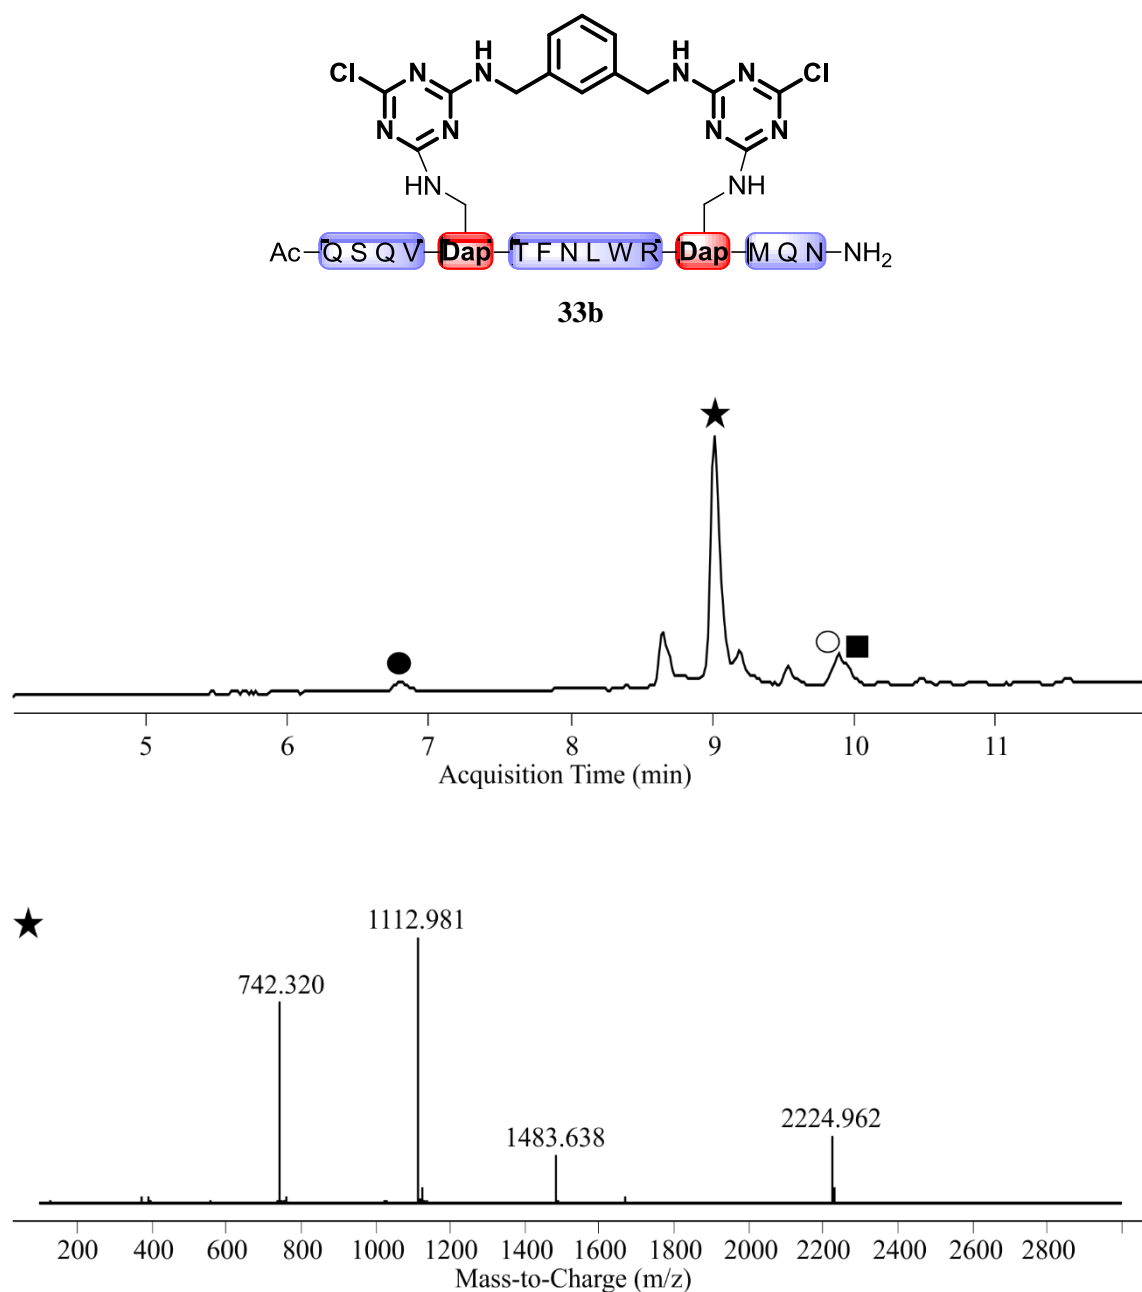 H H
Cl N N N N Cl
N N N N
N N
HN NH
Ac Q S Q V Dap T F N L W R Dap M Q N NH2
33b
★
● ○ ■
5 6 7 8 9 10 11
Acquisition Time (min)
★
1112.981
742.320
2224.962
1483.638
200 400 600 800 1000 1200 1400 1600 1800 2000 2200 2400 2600 2800
Mass-to-Charge (m/z)